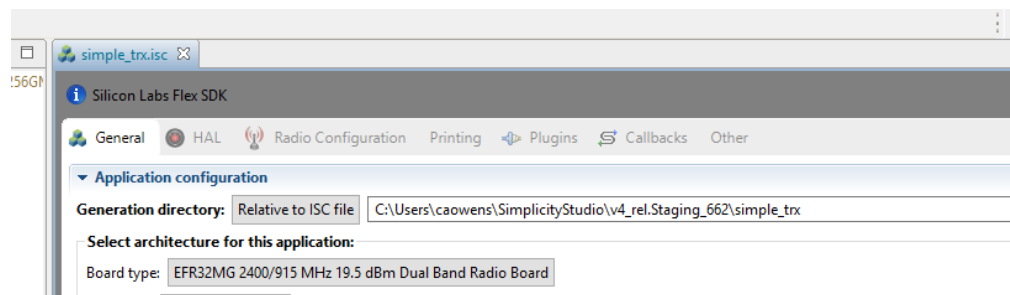 simple_trx.isc
256GM
Silicon Labs Flex SDK
General HAL Radio Configuration Printing Plugins Callbacks Other
Application configuration
Generation directory: Relative to ISC file C:\Users\caowens\SimplicityStudio\v4_rel.Staging_662\simple_trx
Select architecture for this application:
Board type: EFR32MG 2400/915 MHz 19.5 dBm Dual Band Radio Board